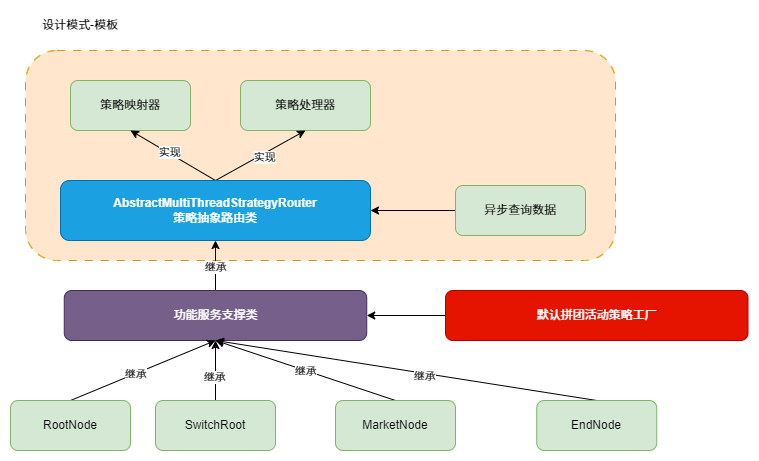 设计模式-模板
策略映射器
策略处理器
实现
实现
AbstractMultiThreadStrategyRouter
策略抽象路由类
异步查询数据
继承
功能服务支撑类
默认拼团活动策略工厂
继承
继承
继承
继承
RootNode
SwitchRoot
MarketNode
EndNode